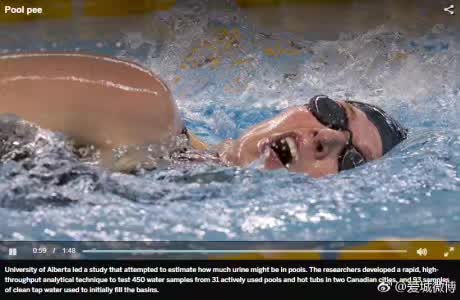 Pool pee
0:59 / 1:48
University of Alberta led a study that attempted to estimate how much urine might be in pools. The researchers developed a rapid, high-
throughput analytical technique to test 450 water samples from 31 actively used pools and hot tubs in two Canadian cities, and 93 samples
of clean tap water used to initially fill the basins.
@爱城微博